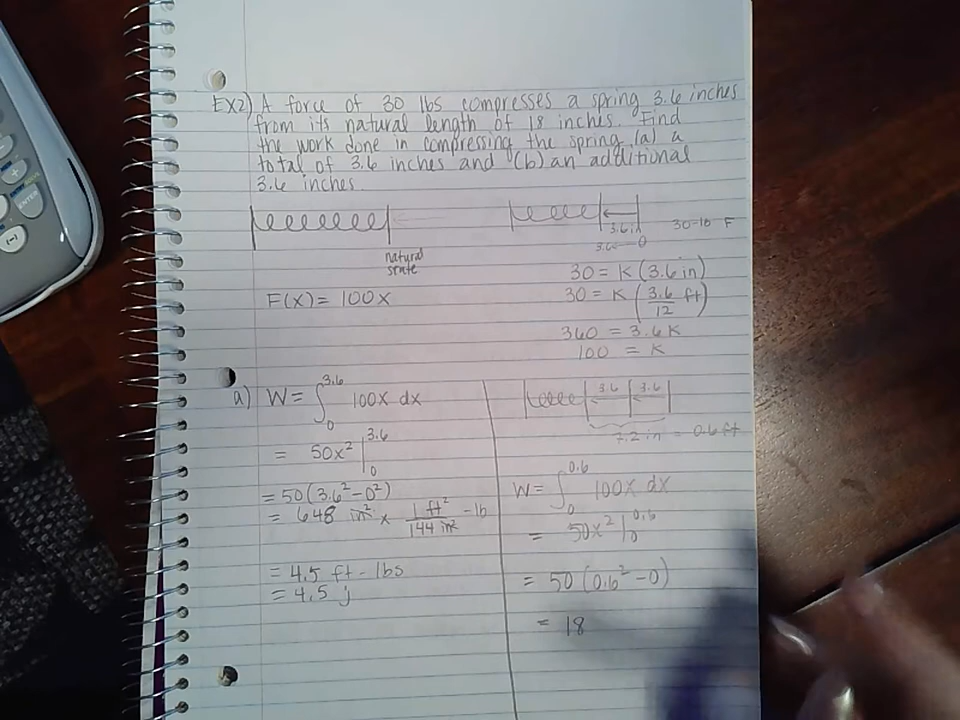 EX2) A force of 30 lbs compresses a spring 3.6 inches
from its natural length of 18 inches. Find
the work done in compressing the spring (a) a
total of 3.6 inches and (b) an additional
3.6 inches.
3.6 in
30-10 F
3.6 0
natural
state
30 = K (3.6 in)
F(x) = 100x
30 = K (3.6/12 ft)
360 = 3.6 K
100 = K
a) W = ∫₀^3.6 100x dx
= 50x² |₀^3.6
= 50(3.6² - 0²)
= 648 in² x 1 ft²/144 in² - lb
= 4.5 ft - lbs
= 4.5 j
3.6 3.6
7.2 in = 0.6 ft
W = ∫₀^0.6 100x dx
= 50x² |₀^0.6
= 50 (0.6² - 0)
= 18